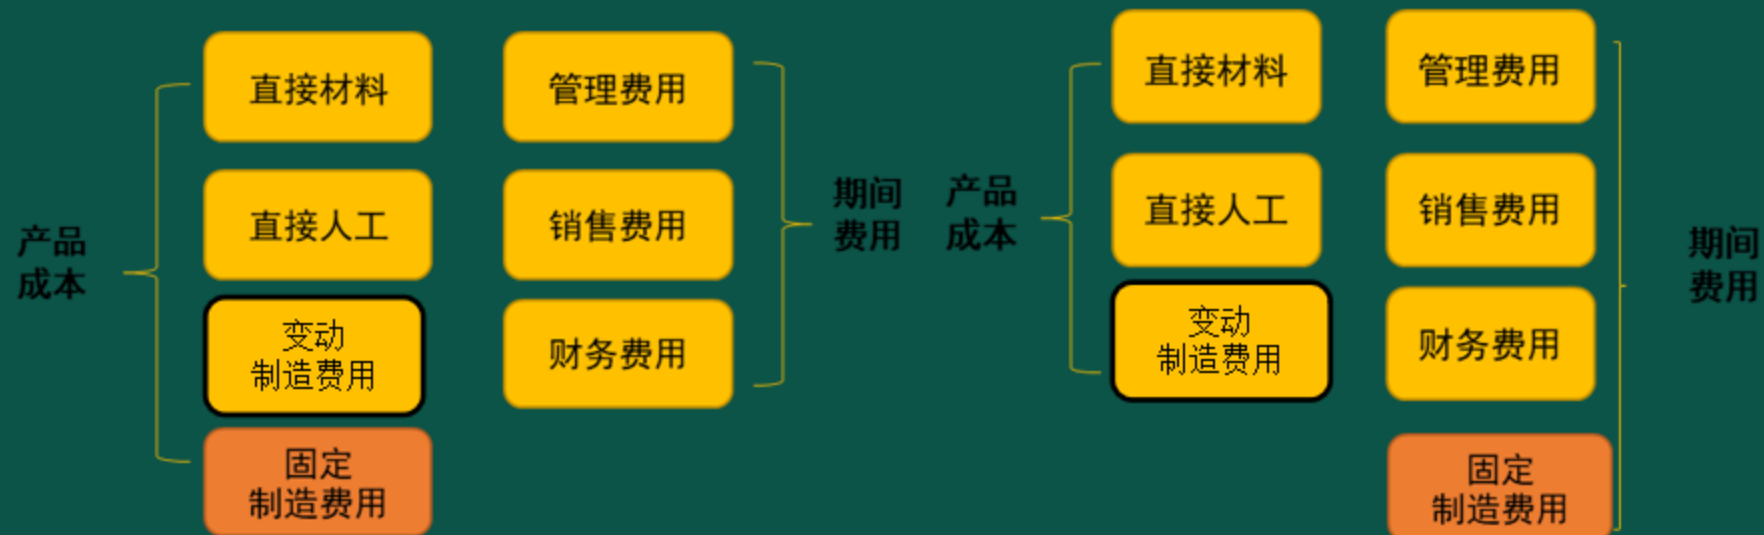 产品
成本
直接材料
直接人工
变动
制造费用
固定
制造费用
管理费用
销售费用
财务费用
期间
费用
产品
成本
直接材料
直接人工
变动
制造费用
管理费用
销售费用
财务费用
固定
制造费用
期间
费用